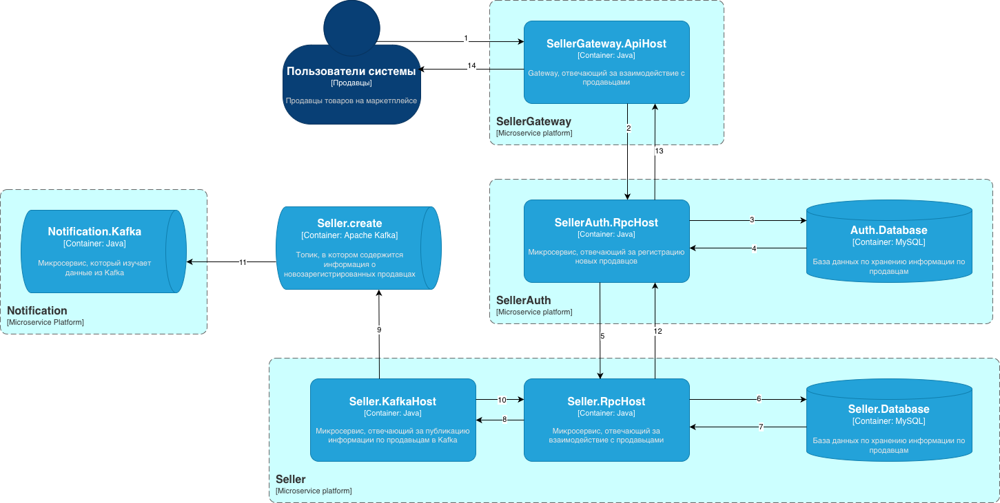 1
SellerGateway.ApiHost
[Container: Java]
Gateway, отвечающий за взаимодействие с
продавьцами
14
Пользователи системы
[Продавцы]
Продавцы товаров на маркетплейсе
SellerGateway
[Microservice platform]
2
13
Notification.Kafka
[Container: Java]
Микросервис, который изучает
данные из Kafka
Notification
[Microservice Platform]
11
Seller.create
[Container: Apache Kafka]
Топик, в котором содержится
информация о
новозарегистрированных продавцах
SellerAuth.RpcHost
[Container: Java]
Микросервис, отвечающий за регистрацию
новых продавцов
3
4
Auth.Database
[Container: MySQL]
База данных по хранению информации по
продавцам
SellerAuth
[Microservice platform]
9
5
12
Seller.KafkaHost
[Container: Java]
Микросервис, отвечающий за публикацию
информации по продавьцам в Kafka
10
8
Seller.RpcHost
[Container: Java]
Микросервис, отвечающий за
взаимодействие с продавьцами
6
7
Seller.Database
[Container: MySQL]
База данных по хранению информации по
продавцам
Seller
[Microservice platform]